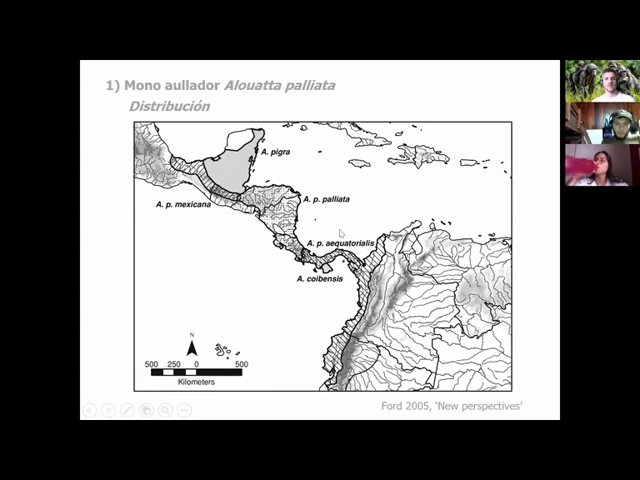 1) Mono aullador Alouatta palliata
Distribución
A. pigra
A. p. mexicana
A. p. palliata
A. p. aequatorialis
A. coibensis
N
500 250 0 500
Kilometers
Ford 2005, ‘New perspectives’